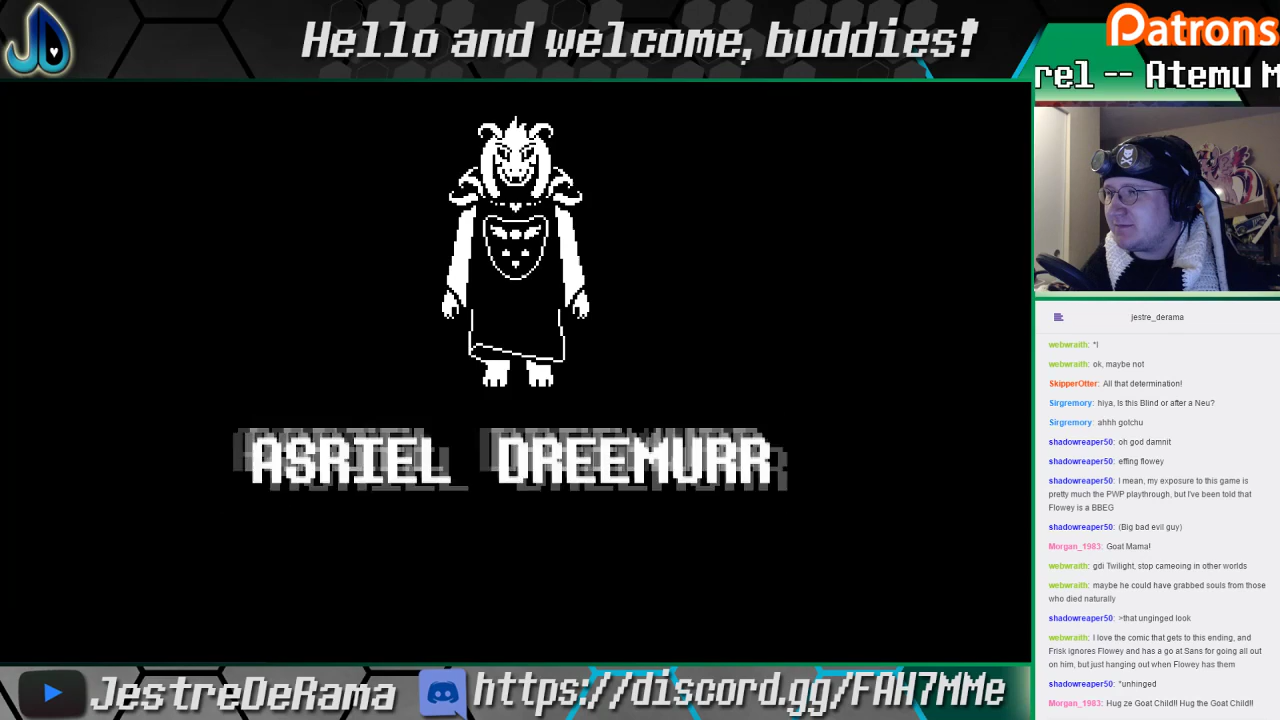 Hello and welcome, buddies!
Patrons
rel -- Atemu M
ASRIEL DREEMURR
jestre_derama
webwraith: *I
webwraith: ok, maybe not
SkipperOtter: All that determination!
Sirgremory: hiya, Is this Blind or after a Neu?
Sirgremory: ahhh gotchu
shadowreaper50: oh god damnit
shadowreaper50: effing flowey
shadowreaper50: I mean, my exposure to this game is
pretty much the PWP playthrough, but I've been told that
Flowey is a BBEG
shadowreaper50: (Big bad evil guy)
Morgan_1983: Goat Mama!
webwraith: gdi Twilight, stop cameoing in other worlds
webwraith: maybe he could have grabbed souls from those
who died naturally
shadowreaper50: >that unginged look
webwraith: I love the comic that gets to this ending, and
Frisk ignores Flowey and has a go at Sans for going all out
on him, but just hanging out when Flowey has them
shadowreaper50: *unhinged
Morgan_1983: Hug ze Goat Child!! Hug the Goat Child!!
JestreDeRama
https://discord.gg/FAH7MMe